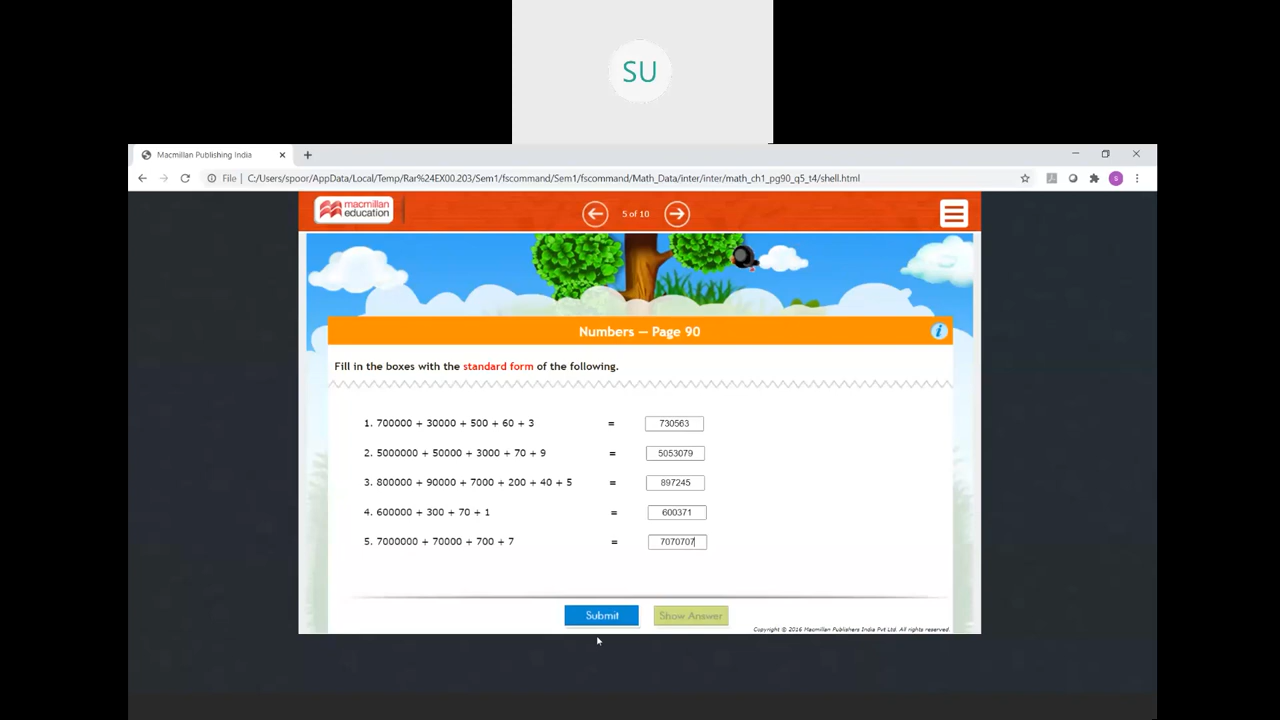 SU
Macmillan Publishing India
File | C:/Users/spoor/AppData/Local/Temp/Rar%24EX00.203/Sem1/fscommand/Sem1/fscommand/Math_Data/inter/inter/math_ch1_pg90_q5_t4/shell.html
S
macmillan
education
5 of 10
Numbers — Page 90
i
Fill in the boxes with the standard form of the following.
1. 700000 + 30000 + 500 + 60 + 3 = 730563
2. 5000000 + 50000 + 3000 + 70 + 9 = 5053079
3. 800000 + 90000 + 7000 + 200 + 40 + 5 = 897245
4. 600000 + 300 + 70 + 1 = 600371
5. 7000000 + 70000 + 700 + 7 = 7070707
Submit Show Answer
Copyright © 2016 Macmillan Publishers India Pvt Ltd. All rights reserved.